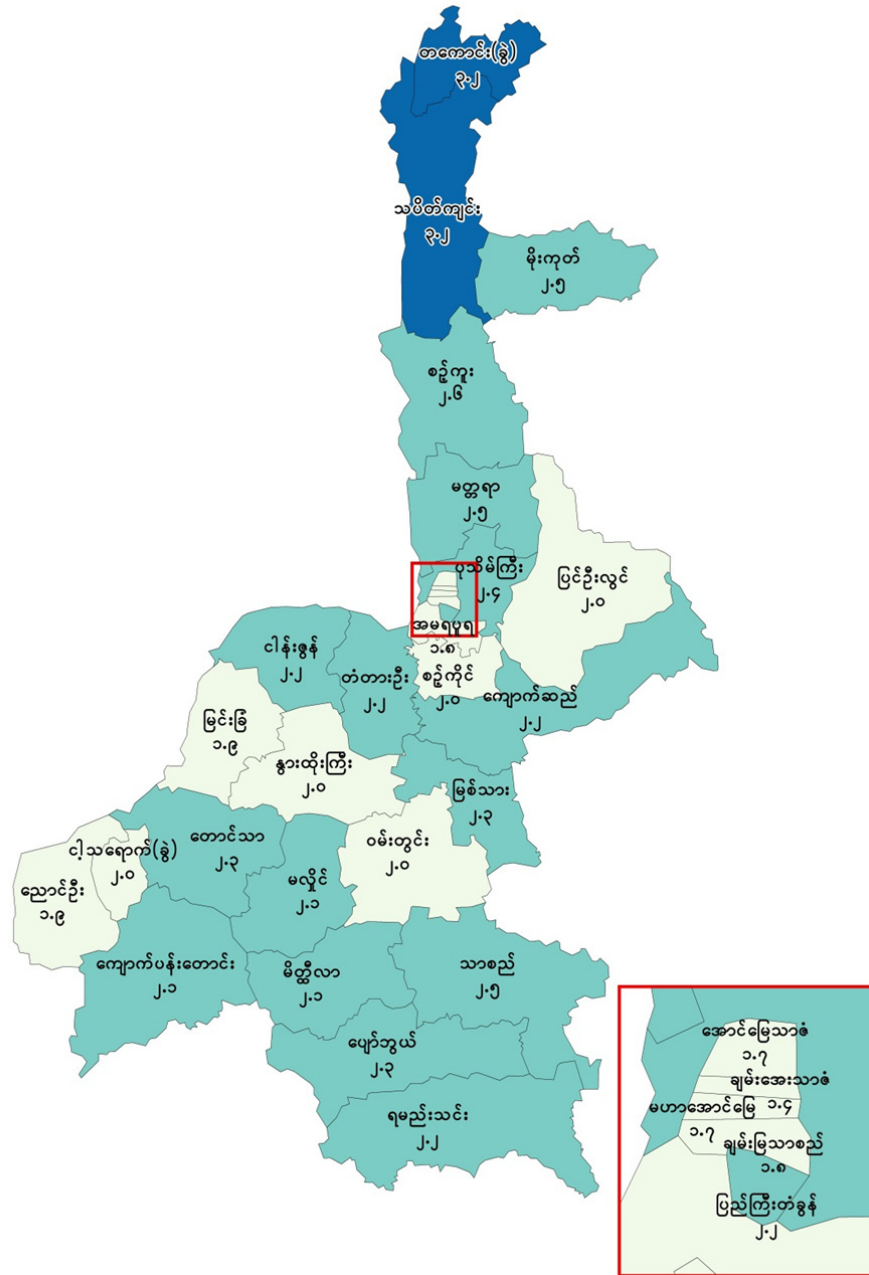 တကောင်း(ခွဲ)
၃.၂
သပိတ်ကျင်း
၃.၂
မိုးကုတ်
၂.၅
စဉ့်ကူး
၂.၆
မတ္တရာ
၂.၅
ပုသိမ်ကြီး
၂.၄
ပြင်ဦးလွင်
၂.၀
အမရပူရ
၁.၈
ငါန်းဇွန်
၂.၂
တံတားဦး
၂.၂
စဉ့်ကိုင်
၂.၀
ကျောက်ဆည်
၂.၂
မြင်းခြံ
၁.၉
နွားထိုးကြီး
၂.၀
မြစ်သား
၂.၃
တောင်သာ
၂.၃
ဝမ်းတွင်း
၂.၀
ငါ့သရောက်(ခွဲ)
၂.၀
မလှိုင်
၂.၁
ညောင်ဦး
၁.၉
ကျောက်ပန်းတောင်း
၂.၁
မိတ္ထီလာ
၂.၁
သာစည်
၂.၅
ပျော်ဘွယ်
၂.၃
ရမည်းသင်း
၂.၂
အောင်မြေသာဇံ
၁.၇
ချမ်းအေးသာဇံ
၁.၄
မဟာအောင်မြေ
၁.၇
ချမ်းမြသာစည်
၁.၈
ပြည်ကြီးတံခွန်
၂.၂